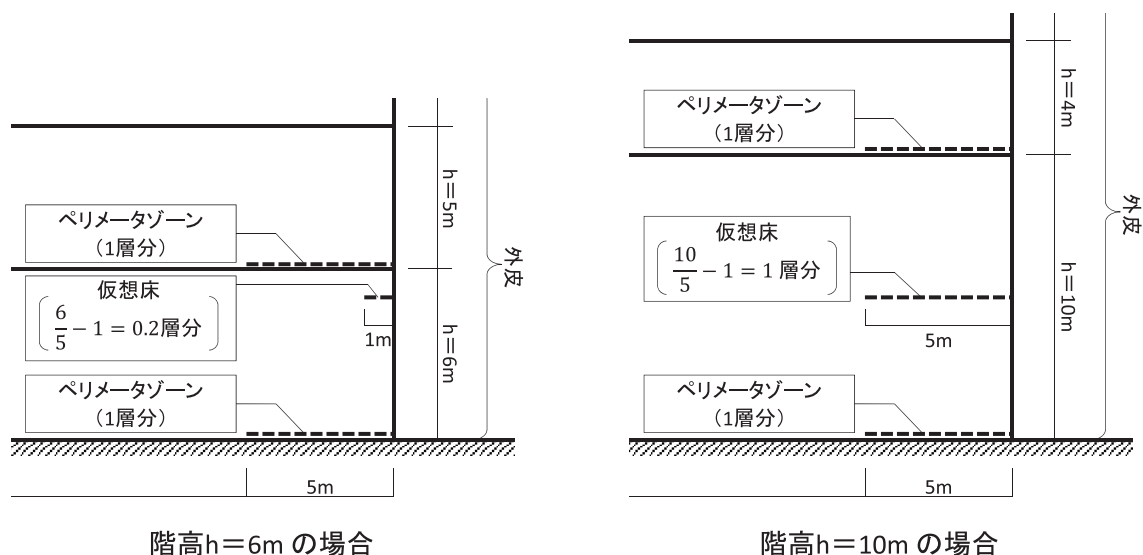 ペリメータゾーン
（1層分）
仮想床
6/5 − 1 = 0.2層分
ペリメータゾーン
（1層分）
1m
5m
h＝5m
h＝6m
外皮
階高h＝6m の場合
ペリメータゾーン
（1層分）
仮想床
10/5 − 1 = 1 層分
ペリメータゾーン
（1層分）
5m
5m
h＝4m
h＝10m
外皮
階高h＝10m の場合